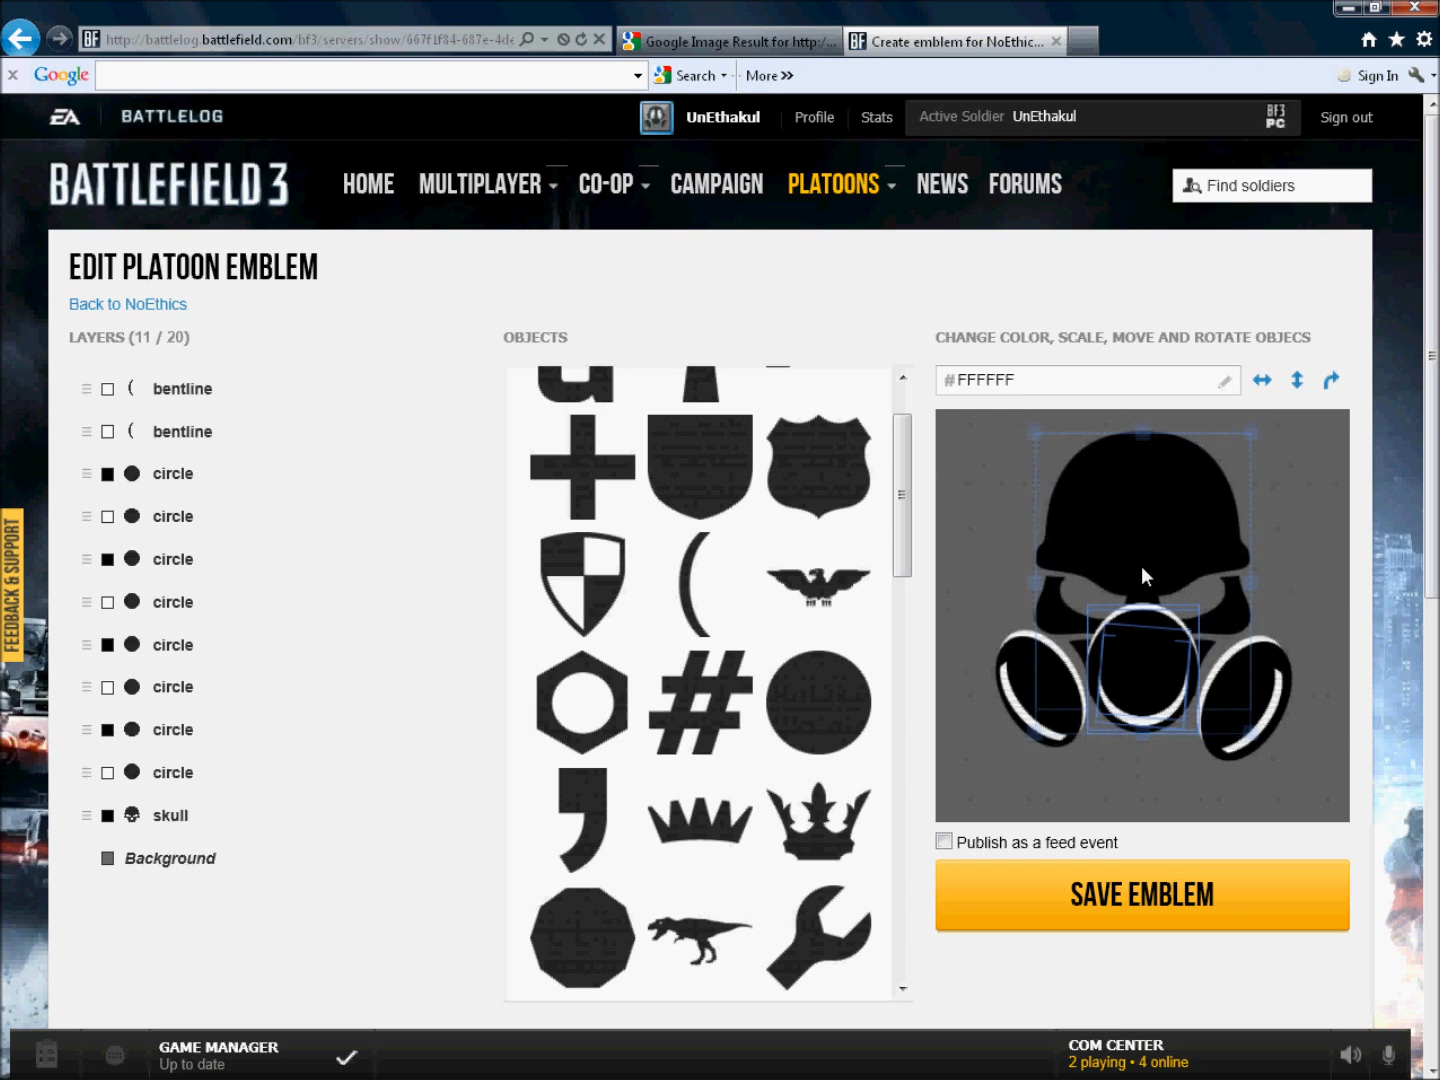 BF http://battlelog.battlefield.com/bf3/servers/show/667f1f84-687e-4de
Google Image Result for http:/...
BF Create emblem for NoEthic...
x Google
Search
More »
Sign In
EA BATTLELOG
UnEthakul
Profile
Stats
Active Soldier UnEthakul
BF3
PC
Sign out
BATTLEFIELD 3
HOME
MULTIPLAYER
CO-OP
CAMPAIGN
PLATOONS
NEWS
FORUMS
Find soldiers
EDIT PLATOON EMBLEM
Back to NoEthics
LAYERS (11 / 20)
OBJECTS
CHANGE COLOR, SCALE, MOVE AND ROTATE OBJECS
bentline
bentline
circle
circle
circle
circle
circle
circle
circle
circle
skull
Background
#FFFFFF
Publish as a feed event
SAVE EMBLEM
FEEDBACK & SUPPORT
GAME MANAGER
Up to date
COM CENTER
2 playing • 4 online